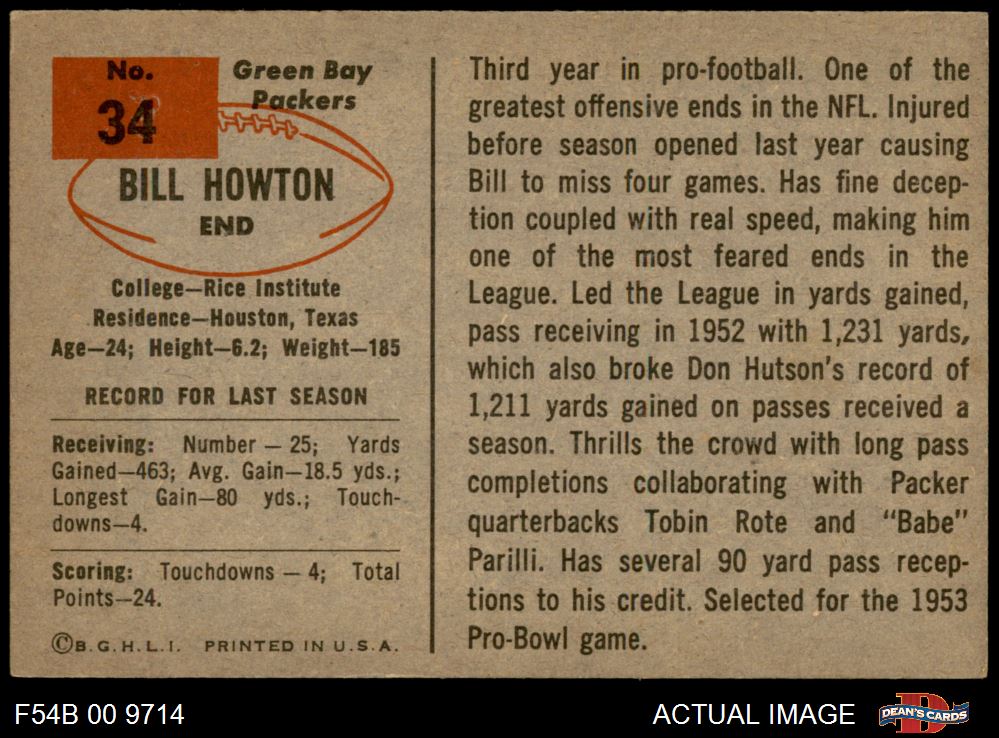 No.
34
Green Bay
Packers
BILL HOWTON
END
College—Rice Institute
Residence—Houston, Texas
Age—24; Height—6.2; Weight—185
RECORD FOR LAST SEASON
Receiving: Number — 25; Yards
Gained—463; Avg. Gain—18.5 yds.;
Longest Gain—80 yds.; Touch-
downs—4.
Scoring: Touchdowns — 4; Total
Points—24.
©B. G. H. L. I. PRINTED IN U. S. A.
Third year in pro-football. One of the
greatest offensive ends in the NFL. Injured
before season opened last year causing
Bill to miss four games. Has fine decep-
tion coupled with real speed, making him
one of the most feared ends in the
League. Led the League in yards gained,
pass receiving in 1952 with 1,231 yards,
which also broke Don Hutson's record of
1,211 yards gained on passes received a
season. Thrills the crowd with long pass
completions collaborating with Packer
quarterbacks Tobin Rote and “Babe”
Parilli. Has several 90 yard pass recep-
tions to his credit. Selected for the 1953
Pro-Bowl game.
F54B 00 9714
ACTUAL IMAGE
D
DEAN'S CARDS